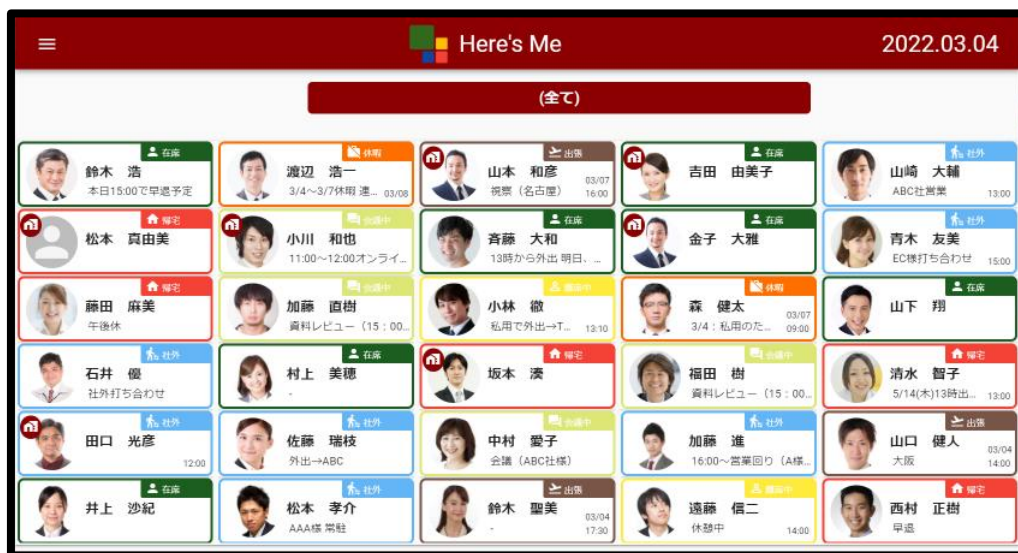 Here's Me
2022.03.04
(全て)
在席
鈴木 浩
本日15:00で早退予定
休暇
渡辺 浩一
3/4～3/7休暇 連... 03/08
出張
山本 和彦
03/07
視察（名古屋） 16:00
在席
吉田 由美子
社外
山崎 大輔
ABC社営業 13:00
帰宅
松本 真由美
会議中
小川 和也
11:00～12:00オンライ...
在席
斉藤 大和
13時から外出 明日、...
在席
金子 大雅
社外
青木 友美
EC様打ち合わせ 15:00
帰宅
藤田 麻美
午後休
会議中
加藤 直樹
資料レビュー（15：00...
小林 徹
私用で外出→T... 13:10
休暇
森 健太
03/07
3/4：私用のた... 09:00
在席
山下 翔
社外
石井 優
社外打ち合わせ
在席
村上 美穂
-
帰宅
坂本 湊
会議中
福田 樹
資料レビュー（15：00...
帰宅
清水 智子
5/14(木)13時出... 13:00
社外
田口 光彦
12:00
社外
佐藤 瑞枝
外出→ABC
会議中
中村 愛子
会議（ABC社様）
社外
加藤 進
16:00～営業回り（A様...
出張
山口 健人
03/04
大阪 14:00
在席
井上 沙紀
社外
松本 孝介
AAA様 常駐
出張
鈴木 聖美
03/04
- 17:30
遠藤 信二
休憩中 14:00
帰宅
西村 正樹
早退